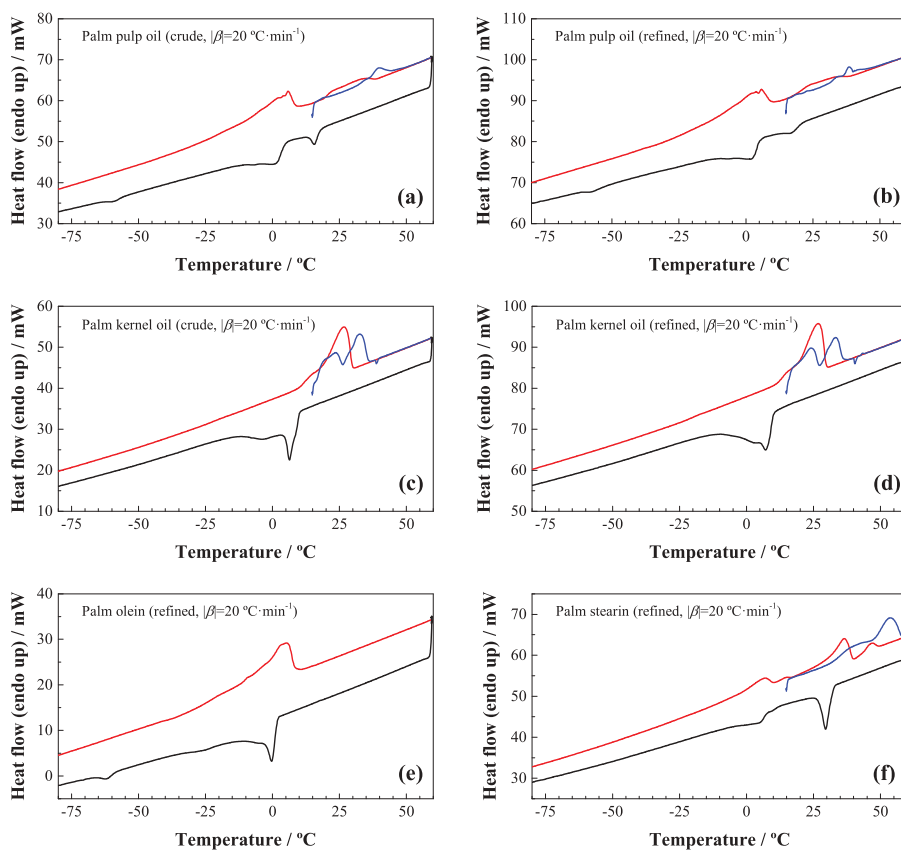 Palm pulp oil (crude, |β|=20 ºC·min⁻¹)
Heat flow (endo up) / mW
80
70
60
50
40
30
-75 -50 -25 0 25 50
Temperature / ºC
(a)
Palm pulp oil (refined, |β|=20 ºC·min⁻¹)
Heat flow (endo up) / mW
110
100
90
80
70
60
-75 -50 -25 0 25 50
Temperature / ºC
(b)
Palm kernel oil (crude, |β|=20 ºC·min⁻¹)
Heat flow (endo up) / mW
60
50
40
30
20
10
-75 -50 -25 0 25 50
Temperature / ºC
(c)
Palm kernel oil (refined, |β|=20 ºC·min⁻¹)
Heat flow (endo up) / mW
100
90
80
70
60
50
-75 -50 -25 0 25 50
Temperature / ºC
(d)
Palm olein (refined, |β|=20 ºC·min⁻¹)
Heat flow (endo up) / mW
40
30
20
10
0
-75 -50 -25 0 25 50
Temperature / ºC
(e)
Palm stearin (refined, |β|=20 ºC·min⁻¹)
Heat flow (endo up) / mW
70
60
50
40
30
-75 -50 -25 0 25 50
Temperature / ºC
(f)